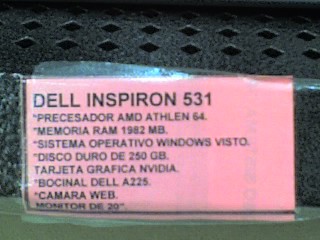 DELL INSPIRON 531
*PRECESADOR AMD ATHLEN 64.
*MEMORIA RAM 1982 MB.
*SISTEMA OPERATIVO WINDOWS VISTO.
*DISCO DURO DE 250 GB.
TARJETA GRAFICA NVIDIA.
*BOCINAL DELL A225.
*CAMARA WEB.
MONITOR DE 20"